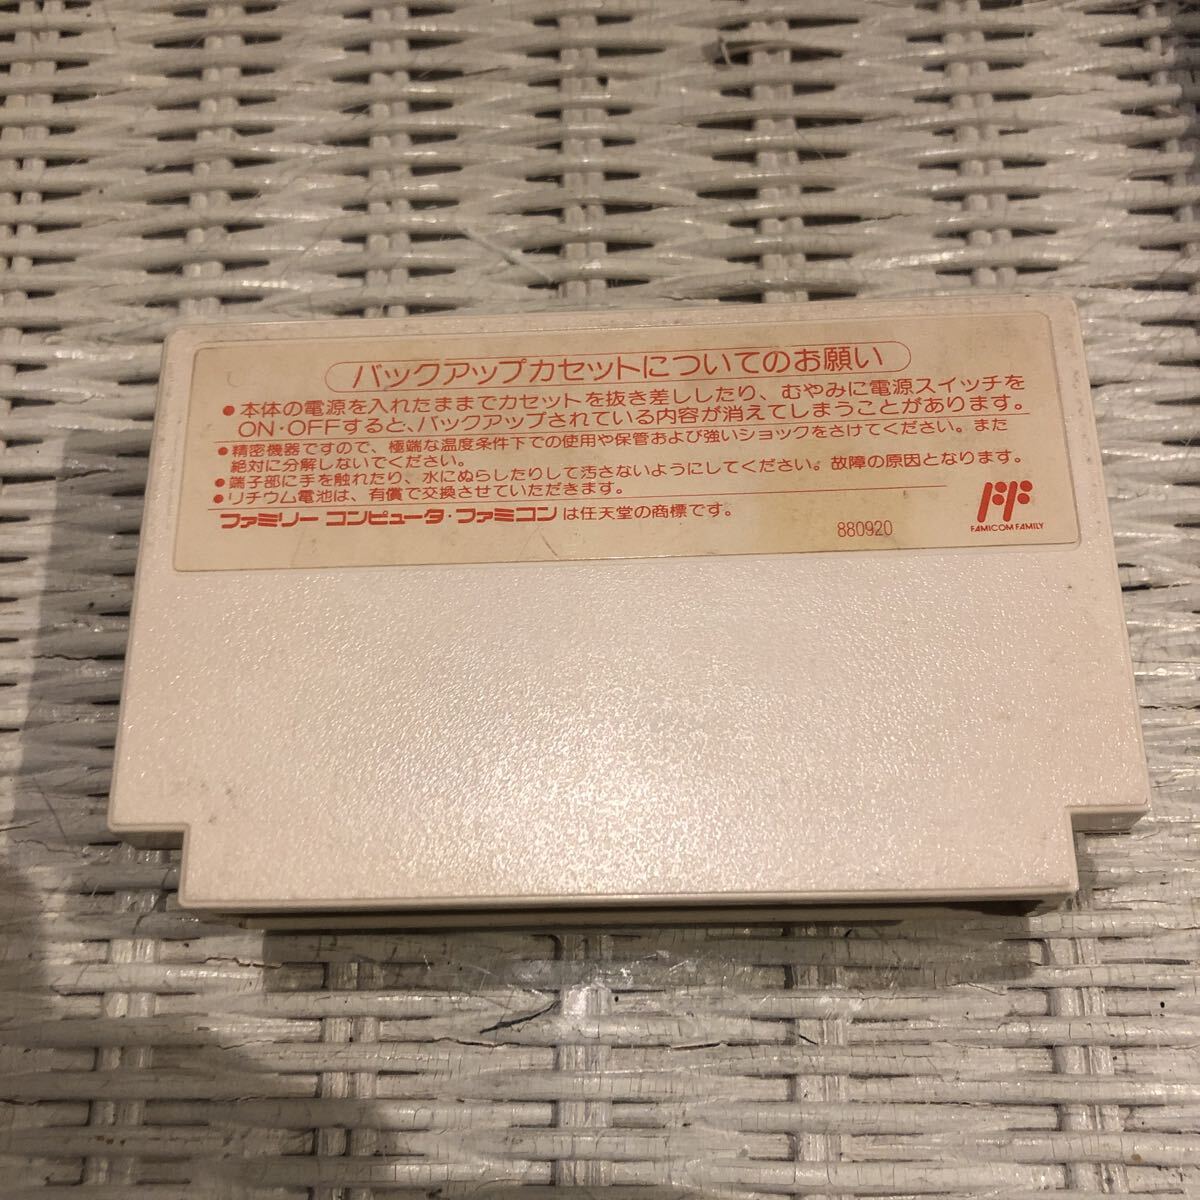 バックアップカセットについてのお願い
●本体の電源を入れたままでカセットを抜き差ししたり、むやみに電源スイッチを
ON・OFFすると、バックアップされている内容が消えてしまうことがあります。
●精密機器ですので、極端な温度条件下での使用や保管および強いショックをさけてください。また
絶対に分解しないでください。
●端子部に手を触れたり、水にぬらしたりして汚さないようにしてください。故障の原因となります。
●リチウム電池は、有償で交換させていただきます。
ファミリー コンピュータ・ファミコンは任天堂の商標です。
880920
FAMICOM FAMILY